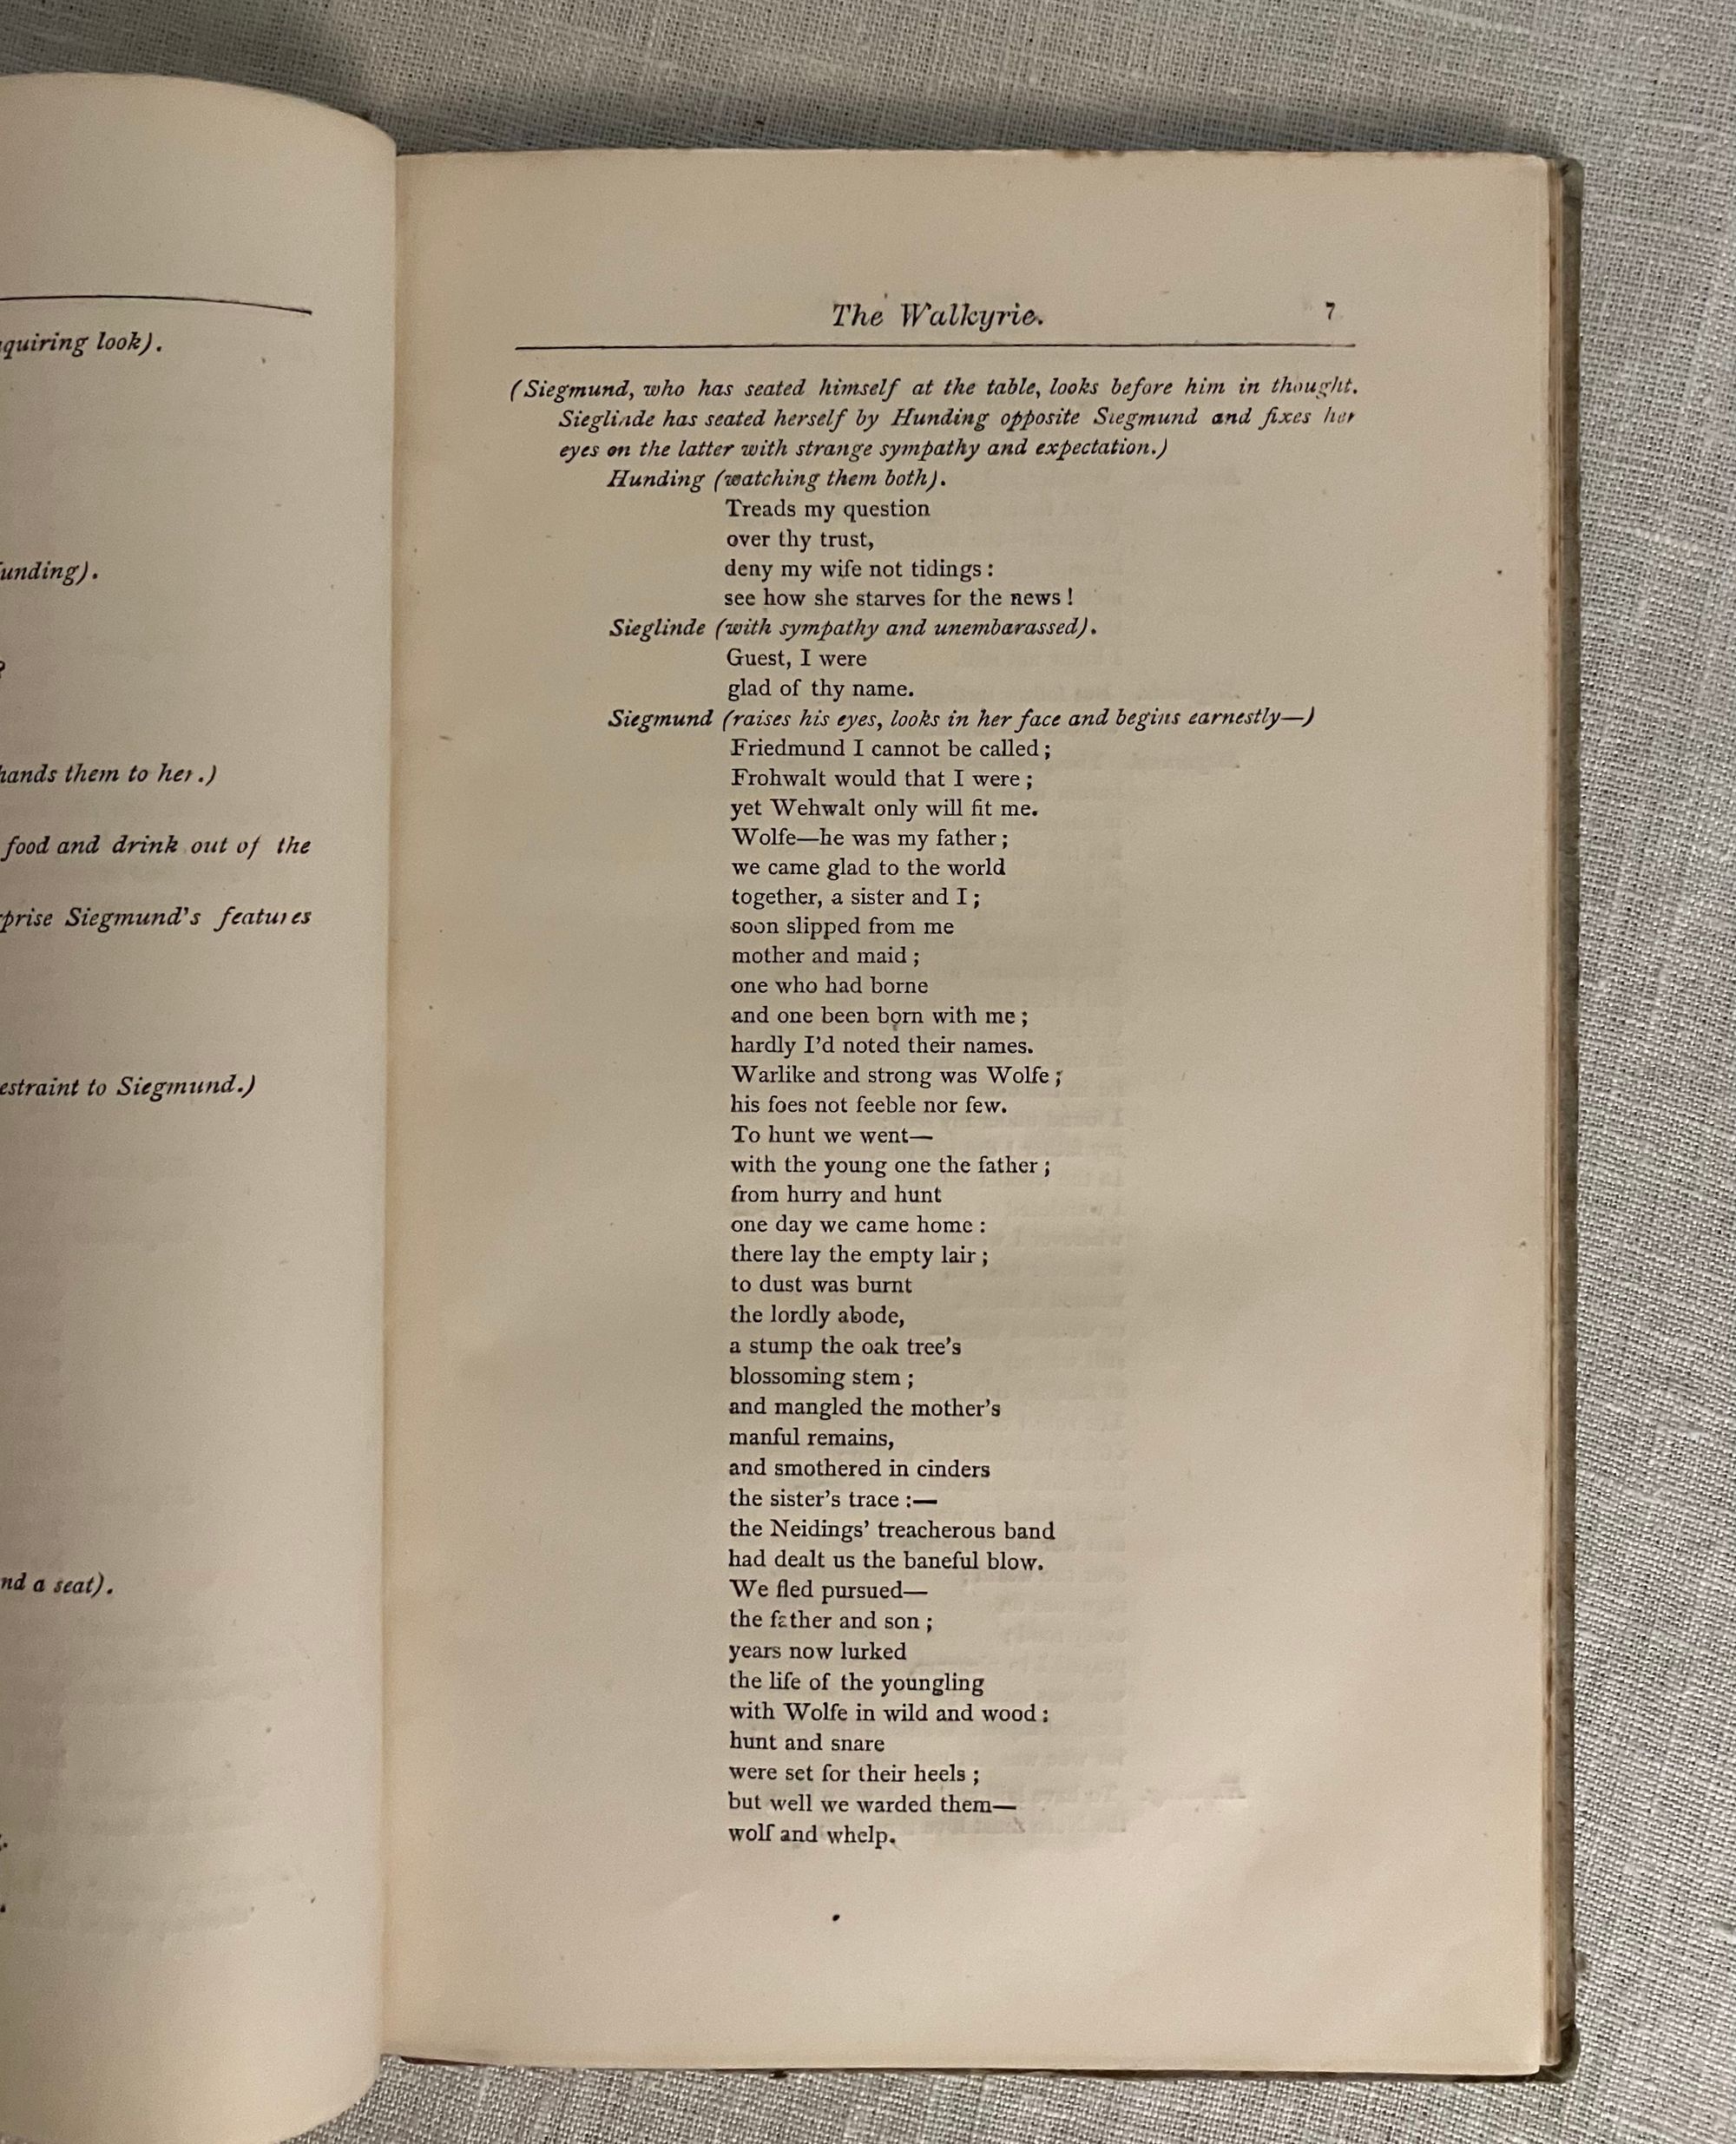 quiring look).
hands them to her.)
food and drink out of the
Siegmund's features
to Siegmund.)
a seat).
The Walkyrie.
7
(Siegmund, who has seated himself at the table, looks before him in thought.
Sieglinde has seated herself by Hunding opposite Siegmund and fixes her
eyes on the latter with strange sympathy and expectation.)
Hunding (watching them both).
Treads my question
over thy trust,
deny my wife not tidings :
see how she starves for the news !
Sieglinde (with sympathy and unembarassed).
Guest, I were
glad of thy name.
Siegmund (raises his eyes, looks in her face and begins earnestly—)
Friedmund I cannot be called ;
Frohwalt would that I were ;
yet Wehwalt only will fit me.
Wolfe—he was my father ;
we came glad to the world
together, a sister and I ;
soon slipped from me
mother and maid ;
one who had borne
and one been born with me ;
hardly I'd noted their names.
Warlike and strong was Wolfe ;
his foes not feeble nor few.
To hunt we went—
with the young one the father ;
from hurry and hunt
one day we came home :
there lay the empty lair ;
to dust was burnt
the lordly abode,
a stump the oak tree's
blossoming stem ;
and mangled the mother's
manful remains,
and smothered in cinders
the sister's trace :—
the Neidings' treacherous band
had dealt us the baneful blow.
We fled pursued—
the father and son ;
years now lurked
the life of the youngling
with Wolfe in wild and wood :
hunt and snare
were set for their heels ;
but well we warded them—
wolf and whelp.